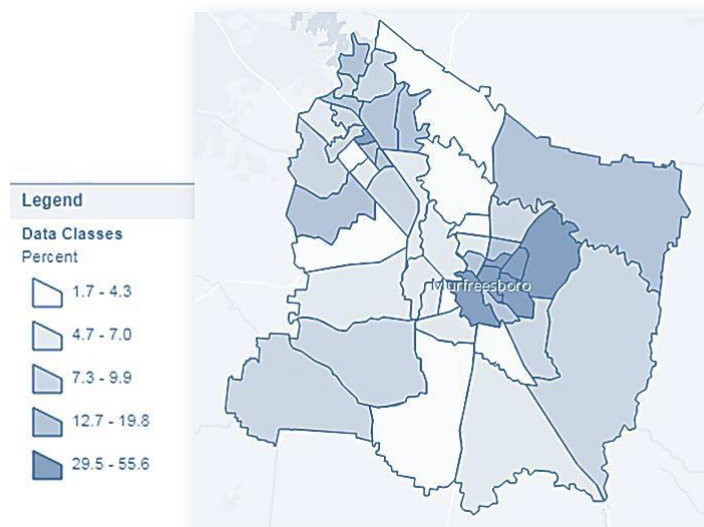 Legend
Data Classes
Percent
1.7 - 4.3
4.7 - 7.0
7.3 - 9.9
12.7 - 19.8
29.5 - 55.6
Murfreesboro